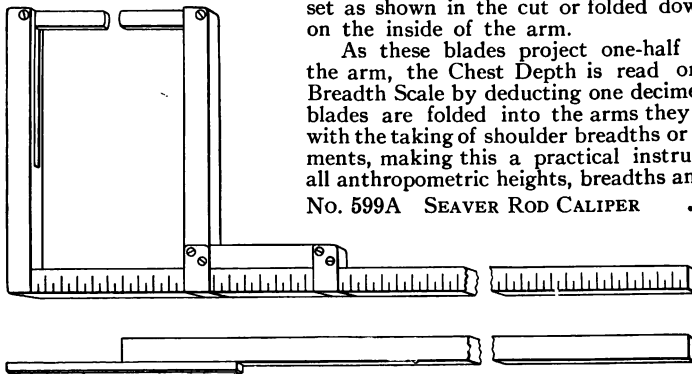 set as shown in the cut or folded dow
on the inside of the arm.
As these blades project one-half
the arm, the Chest Depth is read o
Breadth Scale by deducting one decime
blades are folded into the arms they
with the taking of shoulder breadths or
ments, making this a practical instru
all anthropometric heights, breadths an
No. 599A SEAVER ROD CALIPER .